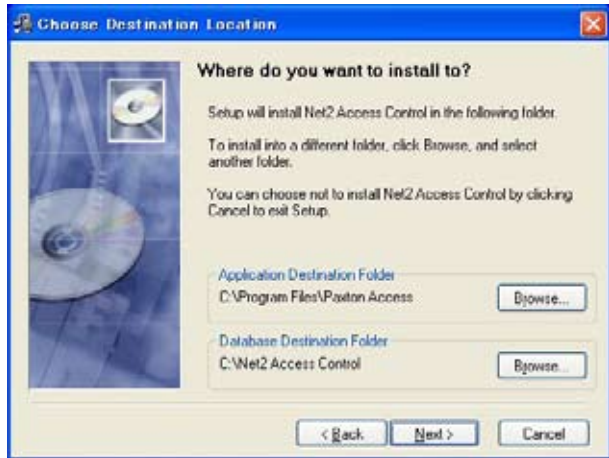 Choose Destination Location
Where do you want to install to?
Setup will install Net2 Access Control in the following folder.
To install into a different folder, click Browse, and select
another folder.
You can choose not to install Net2 Access Control by clicking
Cancel to exit Setup.
Application Destination Folder
C:\Program Files\Paxton Access
Browse...
Database Destination Folder
C:\Net2 Access Control
Browse...
< Back
Next >
Cancel